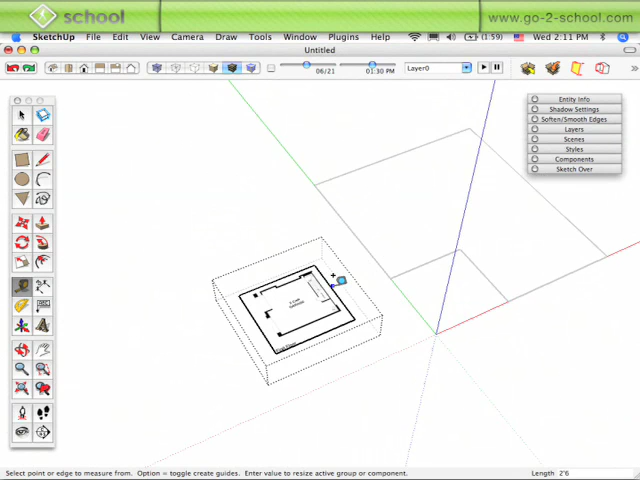 school
www.go-2-school.com
SketchUp File Edit View Camera Draw Tools Window Plugins Help (1:59) Wed 2:11 PM
Untitled
06/21 01:30 PM Layer0
Entity Info
Shadow Settings
Soften/Smooth Edges
Layers
Scenes
Styles
Components
Sketch Over
First Floor
Select point or edge to measure from. Option = toggle create guides. Enter value to resize active group or component.
Length 2'6